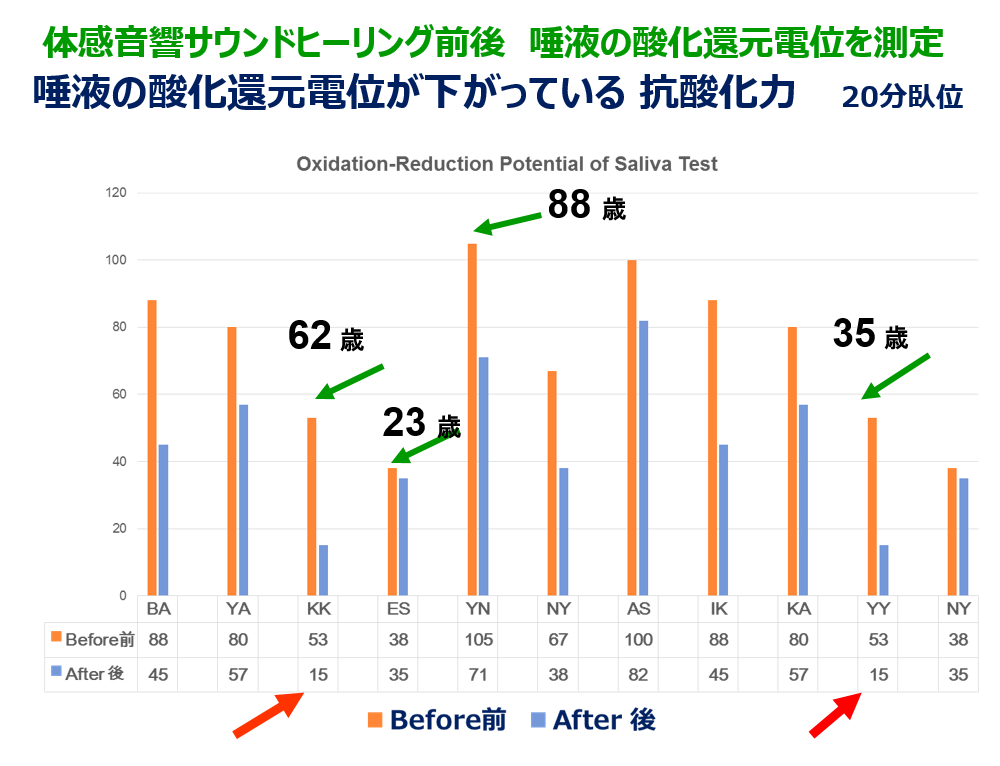 体感音響サウンドヒーリング前後 唾液の酸化還元電位を測定
唾液の酸化還元電位が下がっている 抗酸化力 20分臥位
Oxidation-Reduction Potential of Saliva Test
120
100
80
60
40
20
0
88 歳
62 歳
35 歳
23 歳
BA YA KK ES YN NY AS IK KA YY NY
Before前 88 80 53 38 105 67 100 88 80 53 38
After 後 45 57 15 35 71 38 82 45 57 15 35
Before前 After 後